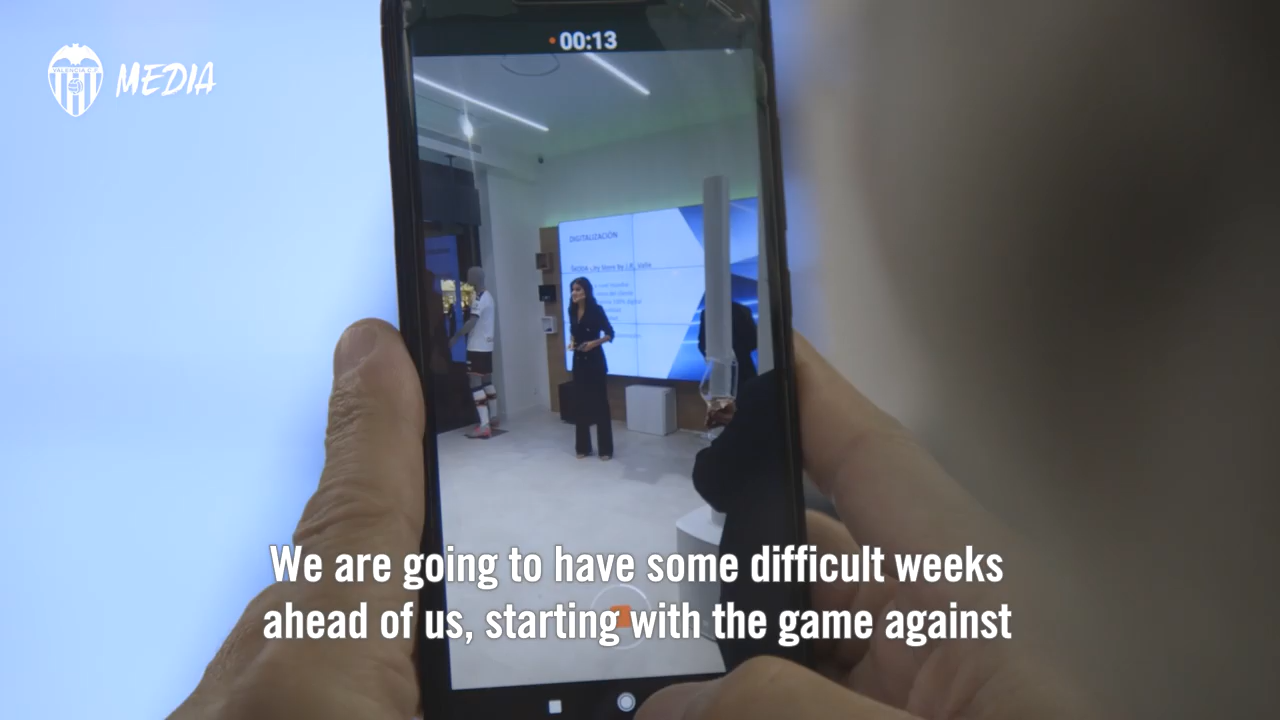 VALENCIA C.F.
MEDIA
00:13
DIGITALIZACIÓN
We are going to have some difficult weeks
ahead of us, starting with the game against